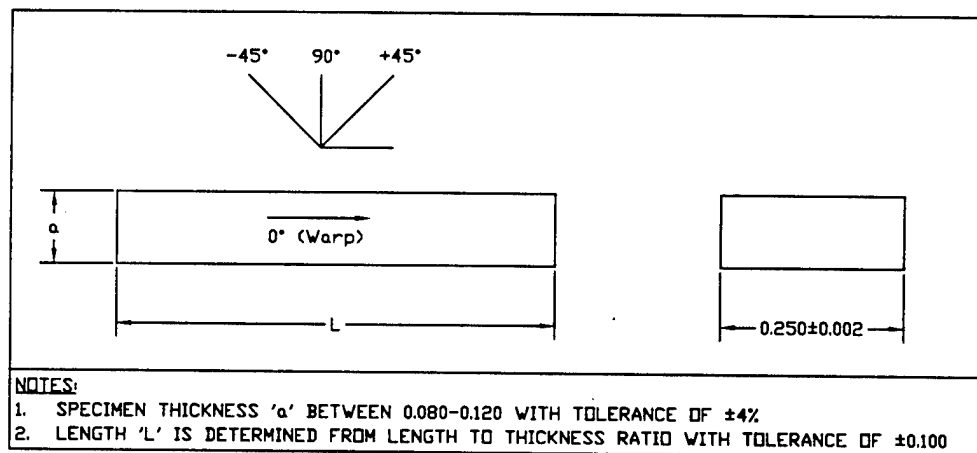 -45° 90° +45°
a
0° (Warp)
L
0.250±0.002
NOTES:
1. SPECIMEN THICKNESS 'a' BETWEEN 0.080-0.120 WITH TOLERANCE OF ±4%
2. LENGTH 'L' IS DETERMINED FROM LENGTH TO THICKNESS RATIO WITH TOLERANCE OF ±0.100